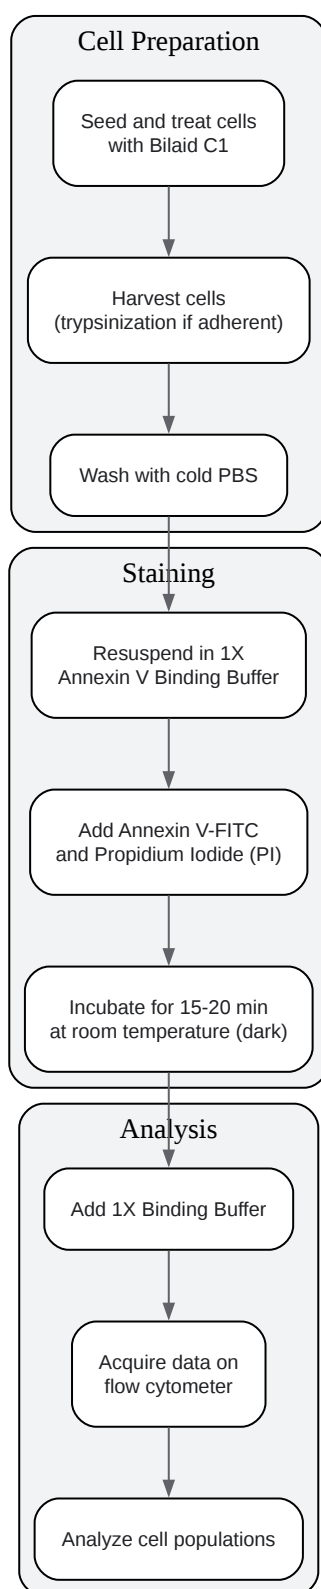 Cell Preparation
Seed and treat cells
with Bilaid C1
Harvest cells
(trypsinization if adherent)
Wash with cold PBS
Staining
Resuspend in 1X
Annexin V Binding Buffer
Add Annexin V-FITC
and Propidium Iodide (PI)
Incubate for 15-20 min
at room temperature (dark)
Analysis
Add 1X Binding Buffer
Acquire data on
flow cytometer
Analyze cell populations